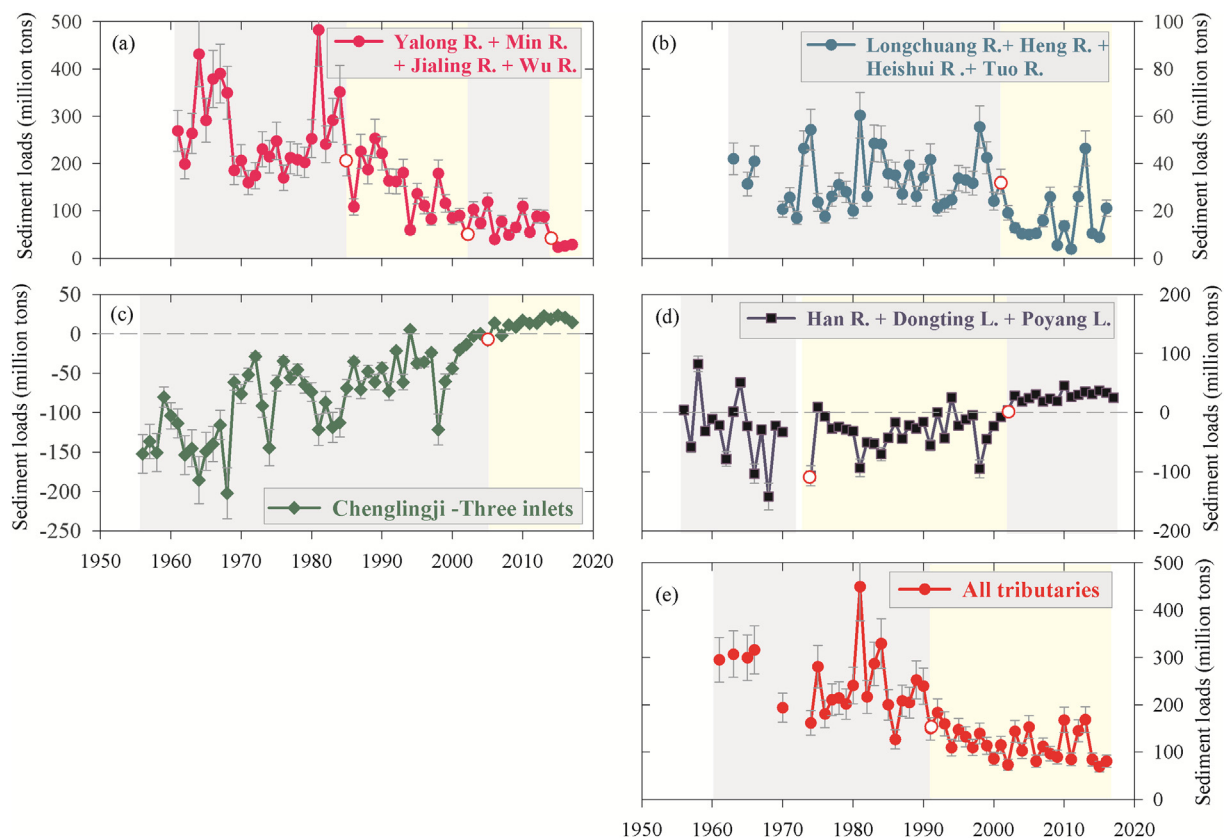 (a)
Yalong R. + Min R.
+ Jialing R. + Wu R.
Sediment loads (million tons)
500
400
300
200
100
0
(b)
Longchuang R.+ Heng R. +
Heishui R .+ Tuo R.
Sediment loads (million tons)
100
80
60
40
20
0
(c)
Chenglingji -Three inlets
Sediment loads (million tons)
50
0
-50
-100
-150
-200
-250
1950 1960 1970 1980 1990 2000 2010 2020
(d)
Han R. + Dongting L. + Poyang L.
Sediment loads (million tons)
200
100
0
-100
-200
(e)
All tributaries
Sediment loads (million tons)
500
400
300
200
100
0
1950 1960 1970 1980 1990 2000 2010 2020